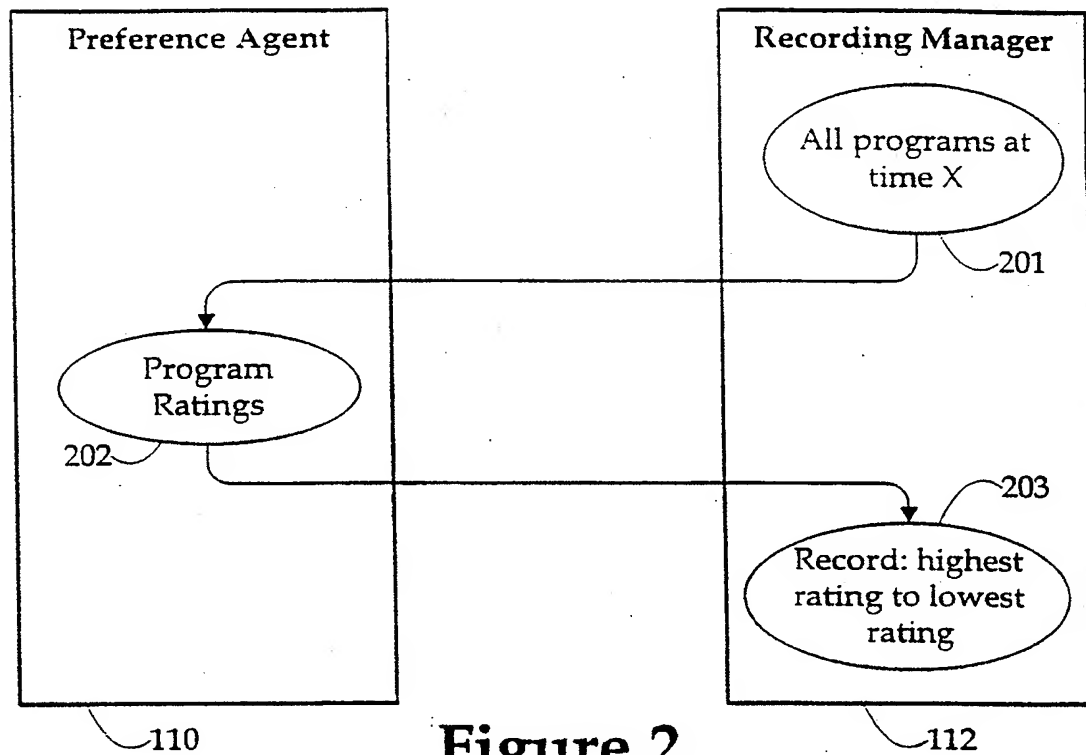 Preference Agent
Recording Manager
All programs at
time X
201
Program
Ratings
202
203
Record: highest
rating to lowest
rating
110
Figure 2
112